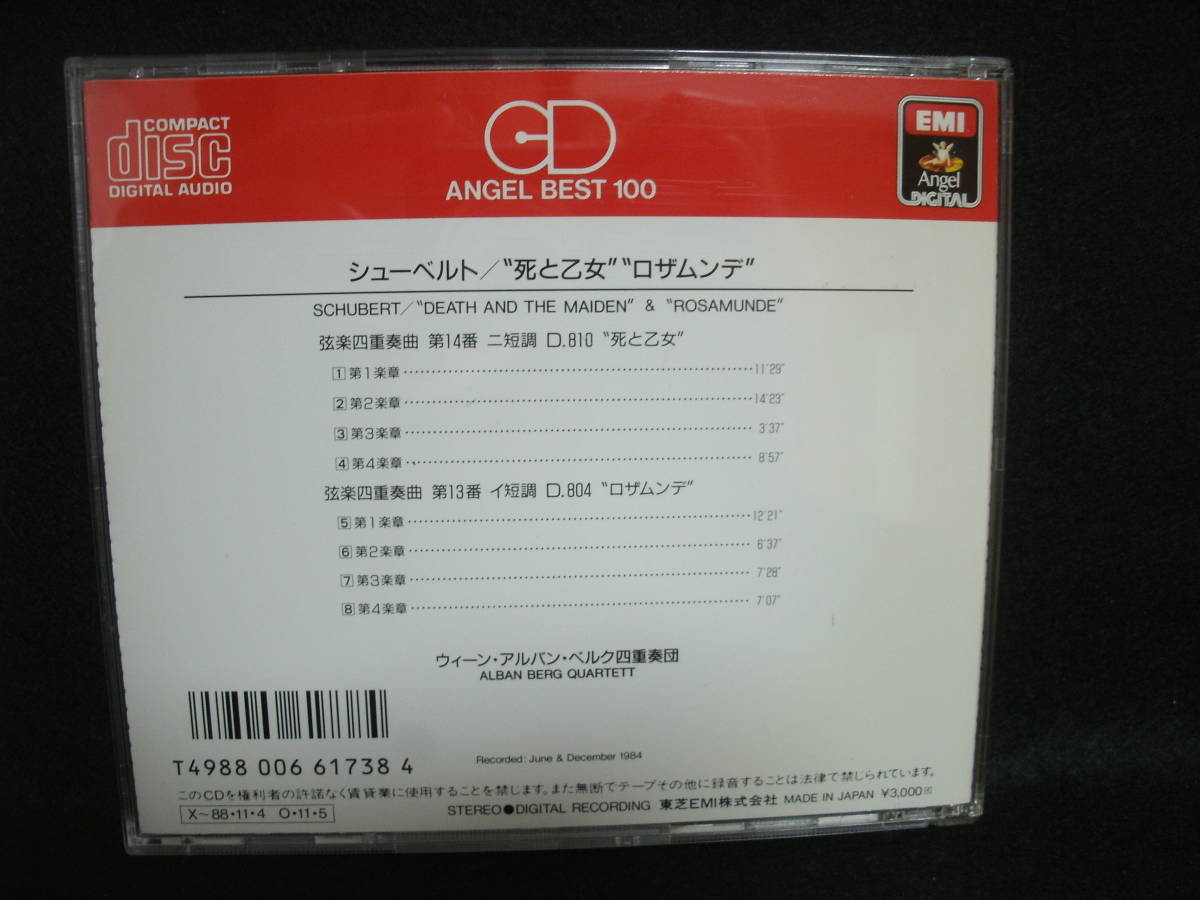 COMPACT
disc
DIGITAL AUDIO
CD
ANGEL BEST 100
EMI
Angel
DIGITAL
シューベルト／“死と乙女”“ロザムンデ”
SCHUBERT／“DEATH AND THE MAIDEN” & “ROSAMUNDE”
弦楽四重奏曲 第14番 ニ短調 D.810 “死と乙女”
1 第1楽章 11'29"
2 第2楽章 14'23"
3 第3楽章 3'37"
4 第4楽章 8'57"
弦楽四重奏曲 第13番 イ短調 D.804 “ロザムンデ”
5 第1楽章 12'21"
6 第2楽章 6'37"
7 第3楽章 7'28"
8 第4楽章 7'07"
ウィーン・アルバン・ベルク四重奏団
ALBAN BERG QUARTETT
Recorded: June & December 1984
T4988 006 61738 4
このCDを権利者の許諾なく賃貸業に使用することを禁じます。また無断でテープその他に録音することは法律で禁じられています。
X〜88・11・4 O・11・5
STEREO●DIGITAL RECORDING 東芝EMI株式会社 MADE IN JAPAN ¥3,000